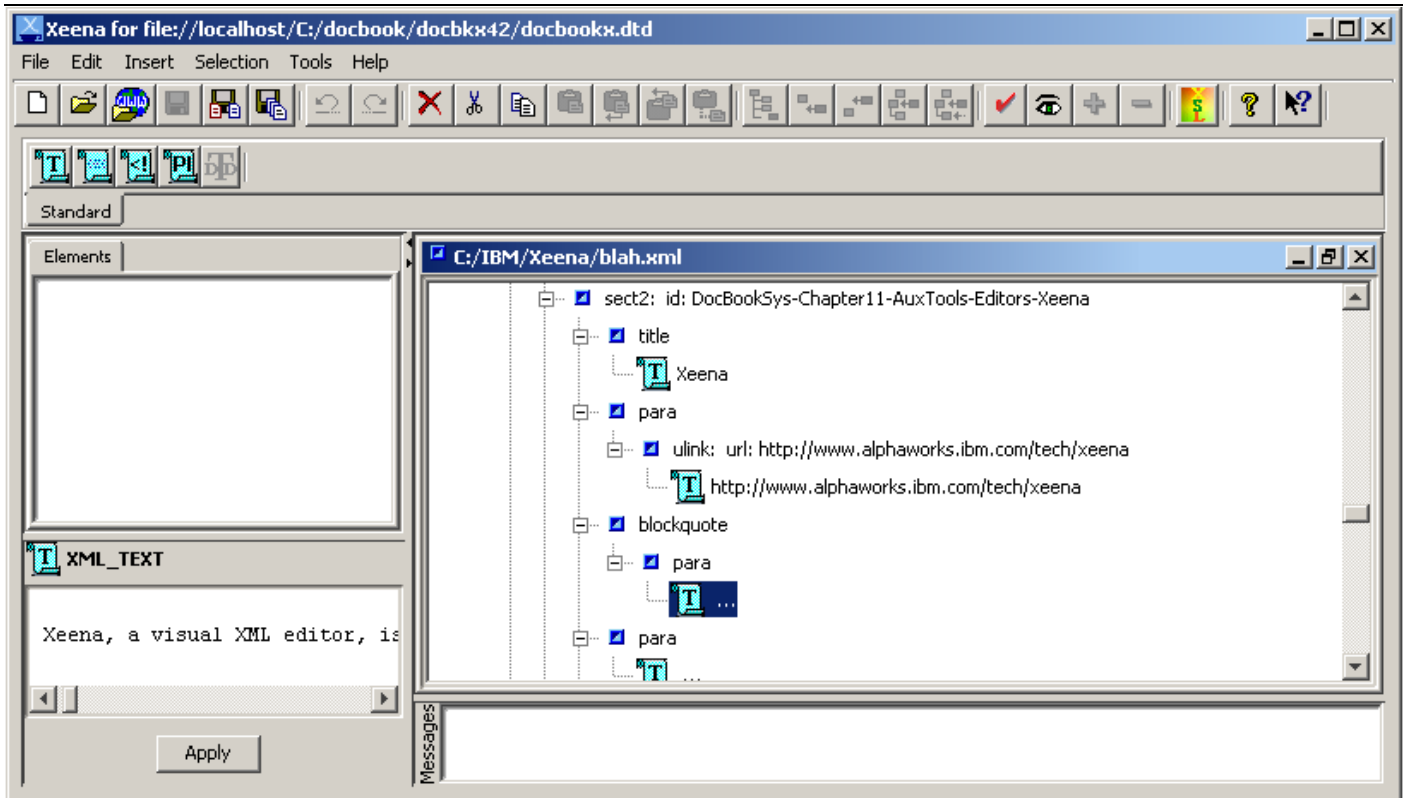 Xeena for file://localhost/C:/docbook/docbkx42/docbookx.dtd
File Edit Insert Selection Tools Help
Standard
Elements
XML_TEXT
Xeena, a visual XML editor, is
Apply
C:/IBM/Xeena/blah.xml
sect2: id: DocBookSys-Chapter11-AuxTools-Editors-Xeena
title
T Xeena
para
ulink: url: http://www.alphaworks.ibm.com/tech/xeena
T http://www.alphaworks.ibm.com/tech/xeena
blockquote
para
T ...
para
T ...
Messages